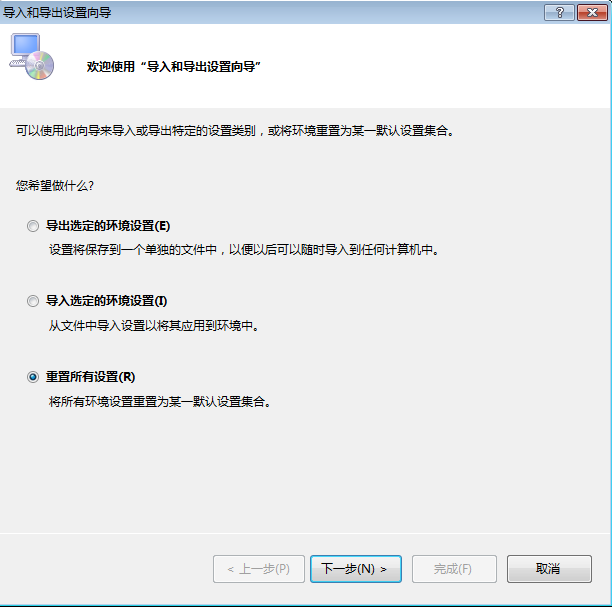 导入和导出设置向导
?
欢迎使用“导入和导出设置向导”
可以使用此向导来导入或导出特定的设置类别，或将环境重置为某一默认设置集合。
您希望做什么?
导出选定的环境设置(E)
设置将保存到一个单独的文件中，以便以后可以随时导入到任何计算机中。
导入选定的环境设置(I)
从文件中导入设置以将其应用到环境中。
重置所有设置(R)
将所有环境设置重置为某一默认设置集合。
< 上一步(P) 下一步(N) > 完成(F) 取消